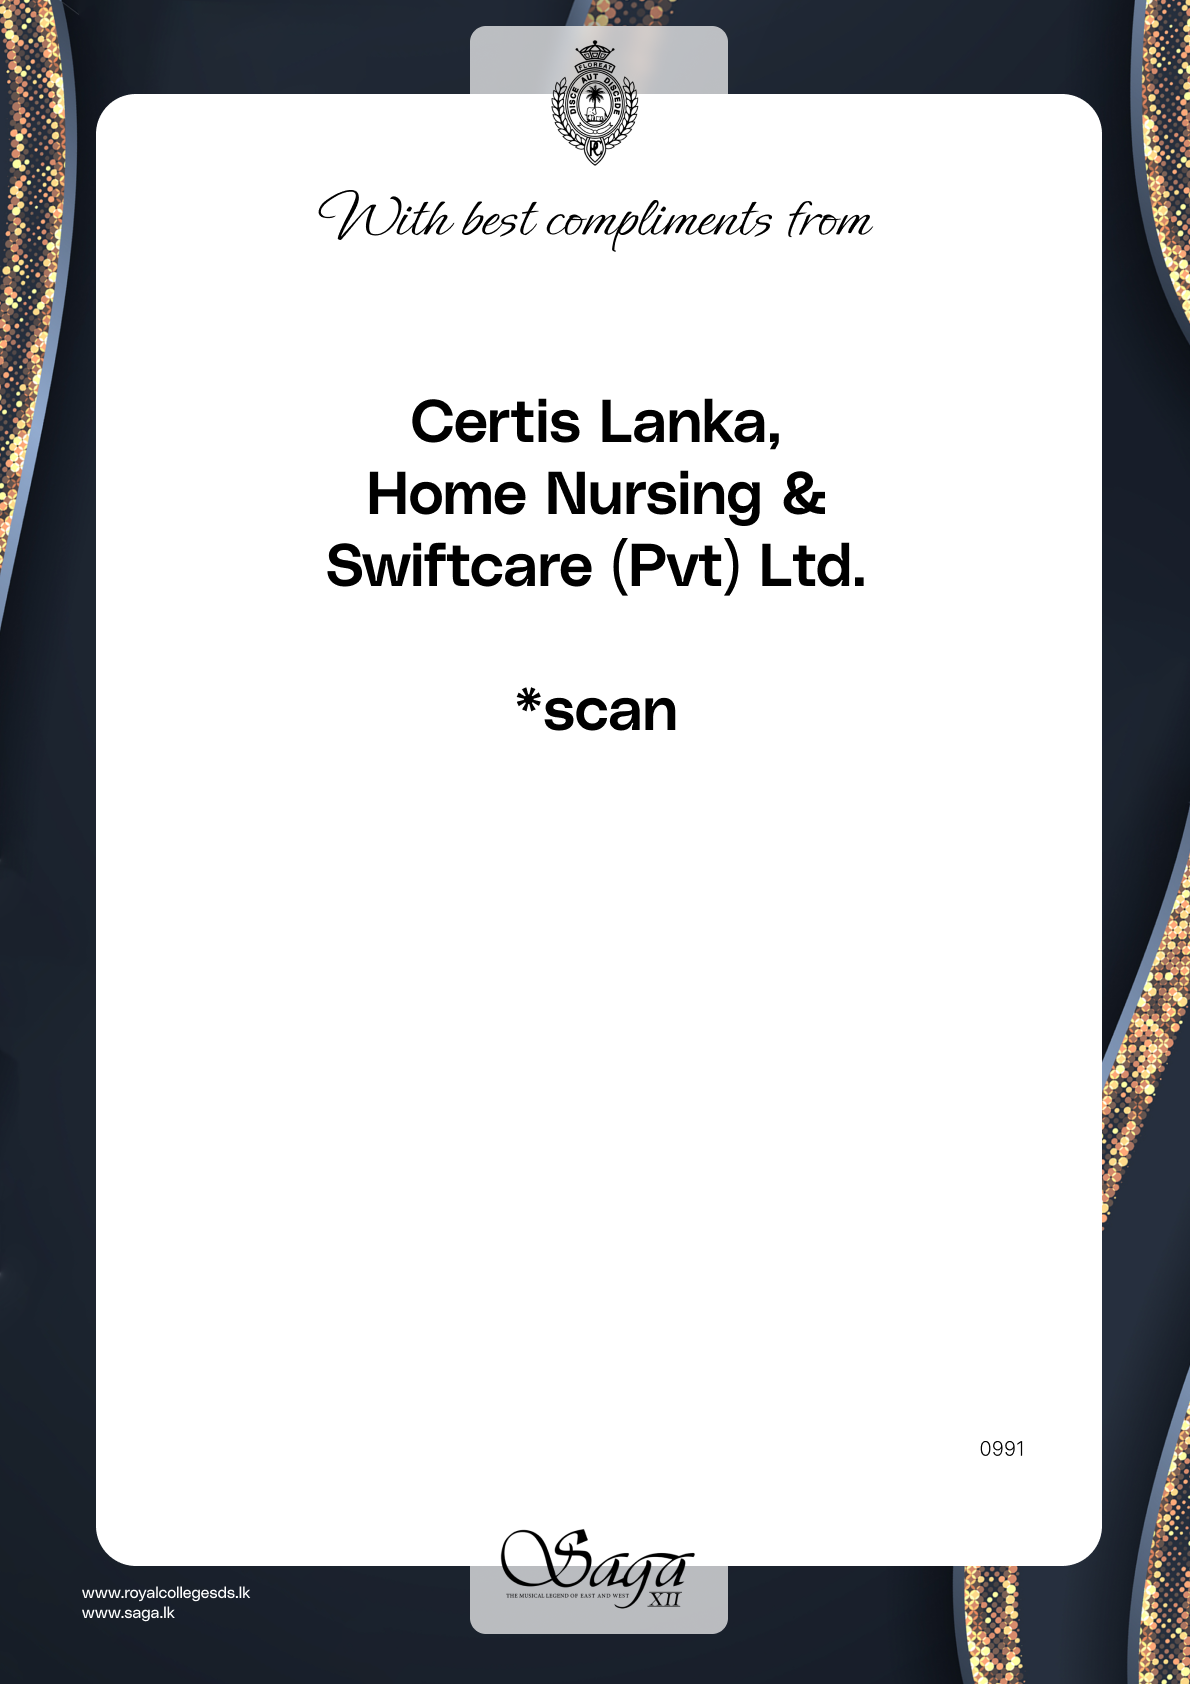 FLOREAT
DISCE AUT DISCEDE
RC
With best compliments from
Certis Lanka,
Home Nursing &
Swiftcare (Pvt) Ltd.
*scan
0991
Saga
THE MUSICAL LEGEND OF EAST AND WEST
XII
www.royalcollegesds.lk
www.saga.lk